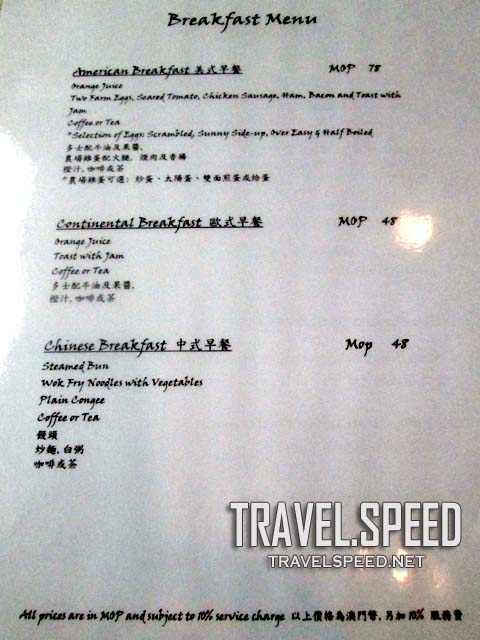 Breakfast Menu
American Breakfast 美式早餐 MOP 78
Orange Juice
Two Farm Eggs, Seared Tomato, Chicken Sausage, Ham, Bacon and Toast with
Jam
Coffee or Tea
*Selection of Eggs: Scrambled, Sunny Side-up, Over Easy & Half Boiled
多士配牛油及果醬,
農場雞蛋配火腿, 煙肉及香腸
橙汁, 咖啡或茶
*農場雞蛋可選: 炒蛋、太陽蛋、雙面煎蛋或烚蛋
Continental Breakfast 歐式早餐 MOP 48
Orange Juice
Toast with Jam
Coffee or Tea
多士配牛油及果醬,
橙汁, 咖啡或茶
Chinese Breakfast 中式早餐 Mop 48
Steamed Bun
Wok Fry Noodles with Vegetables
Plain Congee
Coffee or Tea
饅頭
炒麵, 白粥
咖啡或茶
TRAVEL.SPEED
TRAVELSPEED.NET
All prices are in MOP and subject to 10% service charge 以上價格為澳門幣, 另加 10% 服務費